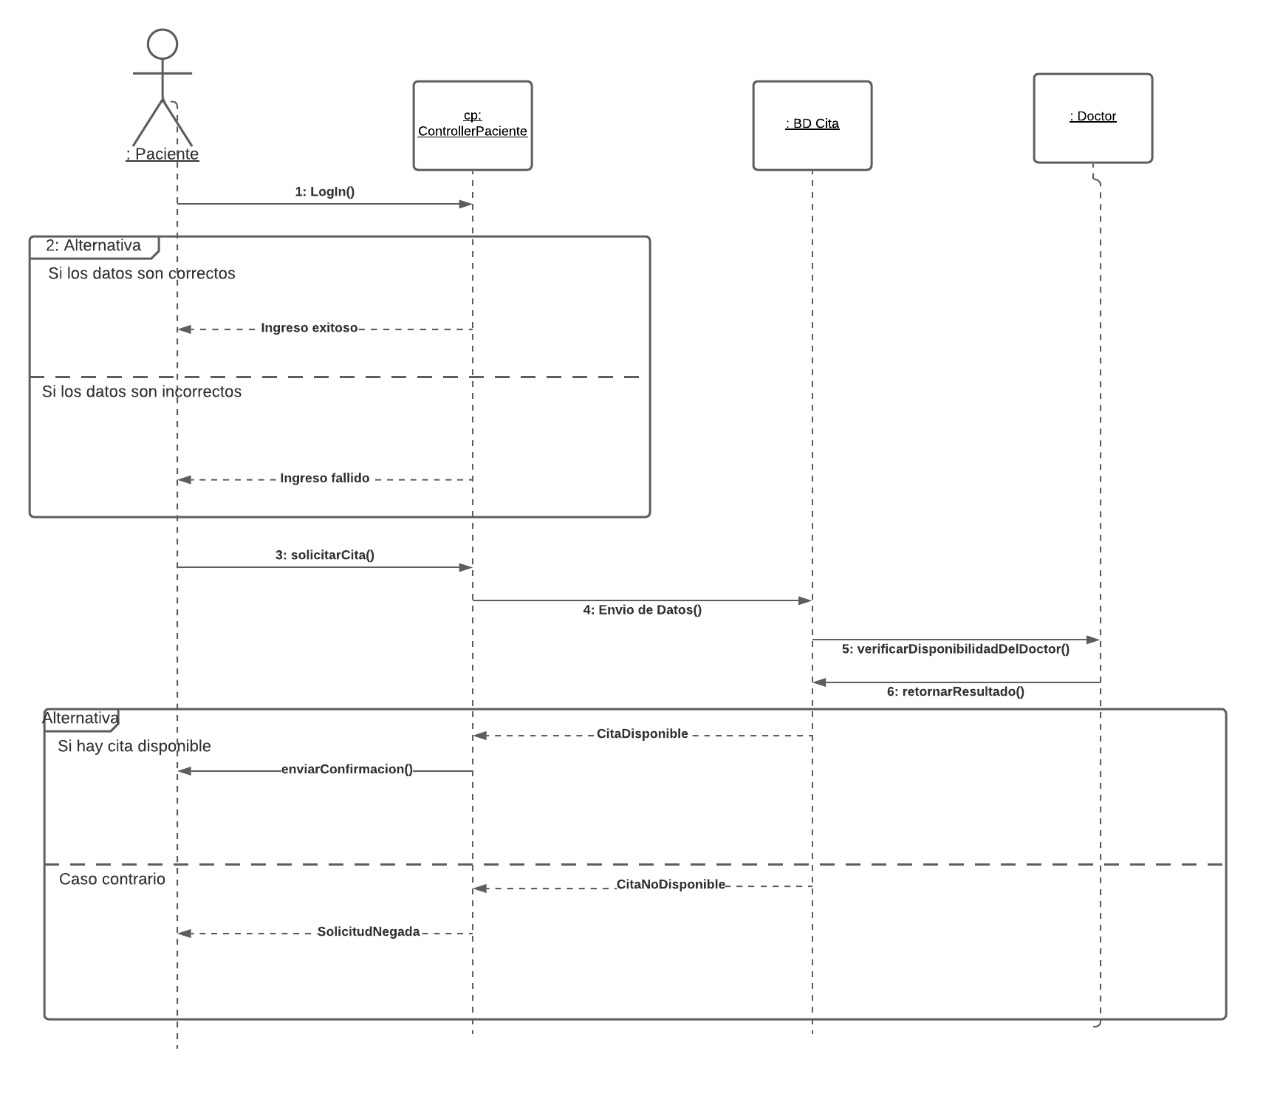 : Paciente
cp:
ControllerPaciente
: BD Cita
: Doctor
1: LogIn()
2: Alternativa
Si los datos son correctos
Ingreso exitoso
Si los datos son incorrectos
Ingreso fallido
3: solicitarCita()
4: Envio de Datos()
5: verificarDisponibilidadDelDoctor()
6: retornarResultado()
Alternativa
Si hay cita disponible
CitaDisponible
enviarConfirmacion()
Caso contrario
CitaNoDisponible
SolicitudNegada